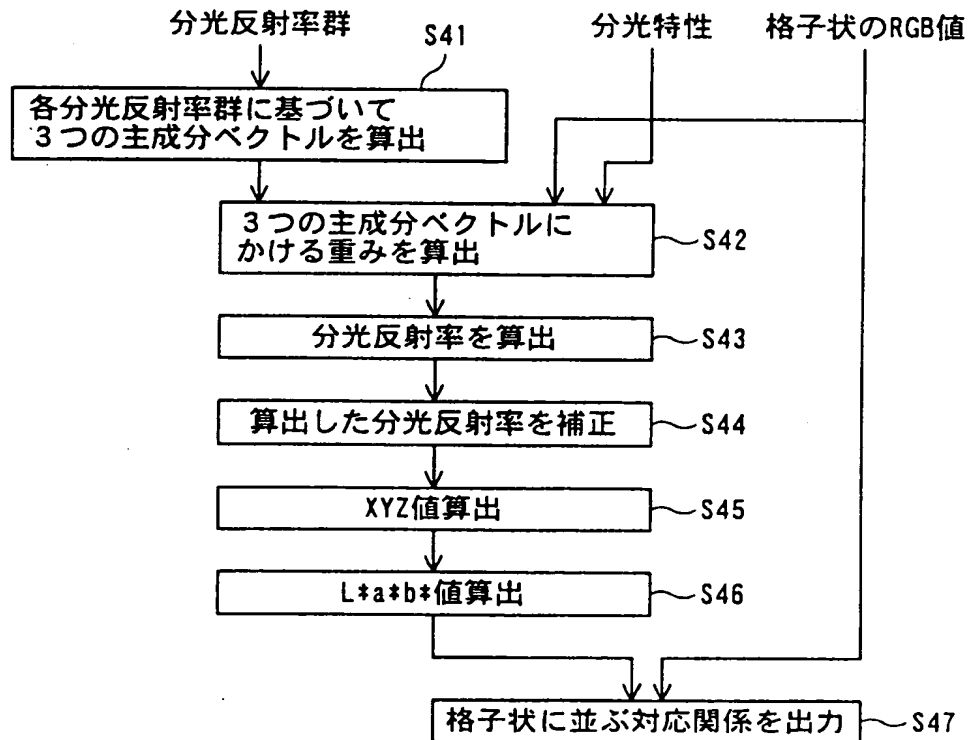 分光反射率群
S41
分光特性
格子状のRGB値
各分光反射率群に基づいて
３つの主成分ベクトルを算出
３つの主成分ベクトルに
かける重みを算出
S42
分光反射率を算出
S43
算出した分光反射率を補正
S44
XYZ値算出
S45
L*a*b*値算出
S46
格子状に並ぶ対応関係を出力
S47